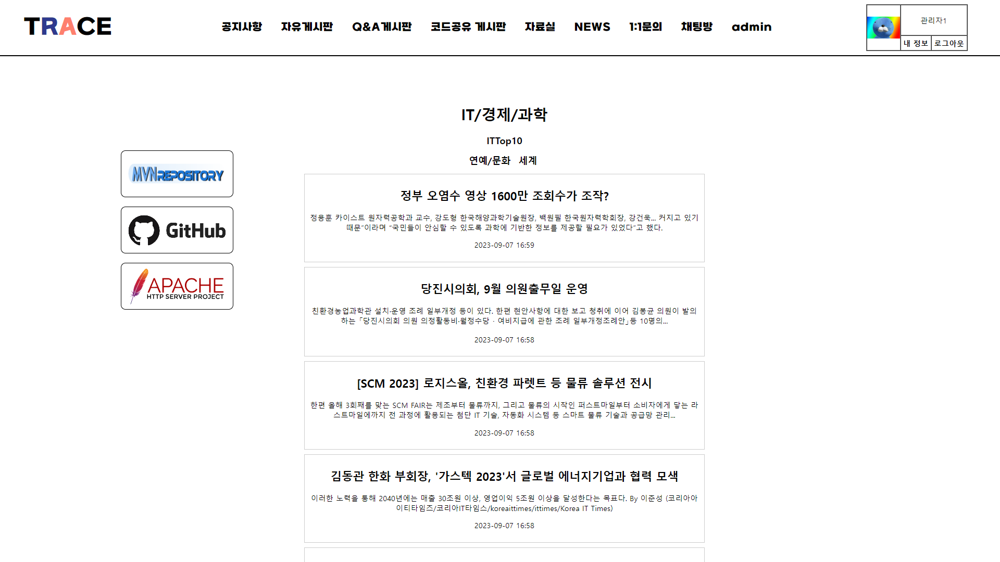 TRACE
공지사항 자유게시판 Q&A게시판 코드공유 게시판 자료실 NEWS 1:1문의 채팅방 admin
관리자1
내 정보 로그아웃
IT/경제/과학
ITTop10
연예/문화 세계
MVNREPOSITORY
GitHub
APACHE
HTTP SERVER PROJECT
정부 오염수 영상 1600만 조회수가 조작?
정용훈 카이스트 원자력공학과 교수, 강도형 한국해양과학기술원장, 백원필 한국원자력학회장, 강건욱... 커지고 있기
때문”이라며 “국민들이 안심할 수 있도록 과학에 기반한 정보를 제공할 필요가 있었다”고 했다.
2023-09-07 16:59
당진시의회, 9월 의원출무일 운영
친환경농업과학관 설치·운영 조례 일부개정 등이 있다. 한편 현안사항에 대한 보고 청취에 이어 김봉균 의원이 발의
하는 「당진시의회 의원 의정활동비·월정수당 · 여비지급에 관한 조례 일부개정조례안」등 10명의...
2023-09-07 16:58
[SCM 2023] 로지스올, 친환경 파렛트 등 물류 솔루션 전시
한편 올해 3회째를 맞는 SCM FAIR는 제조부터 물류까지, 그리고 물류의 시작인 퍼스트마일부터 소비자에게 닿는 라
스트마일에까지 전 과정에 활용되는 첨단 IT 기술, 자동화 시스템 등 스마트 물류 기술과 공급망 관리...
2023-09-07 16:58
김동관 한화 부회장, '가스텍 2023'서 글로벌 에너지기업과 협력 모색
이러한 노력을 통해 2040년에는 매출 30조원 이상, 영업이익 5조원 이상을 달성한다는 목표다. By 이준성 (코리아아
이티타임즈/코리아IT타임스/koreaittimes/ittimes/Korea IT Times)
2023-09-07 16:58